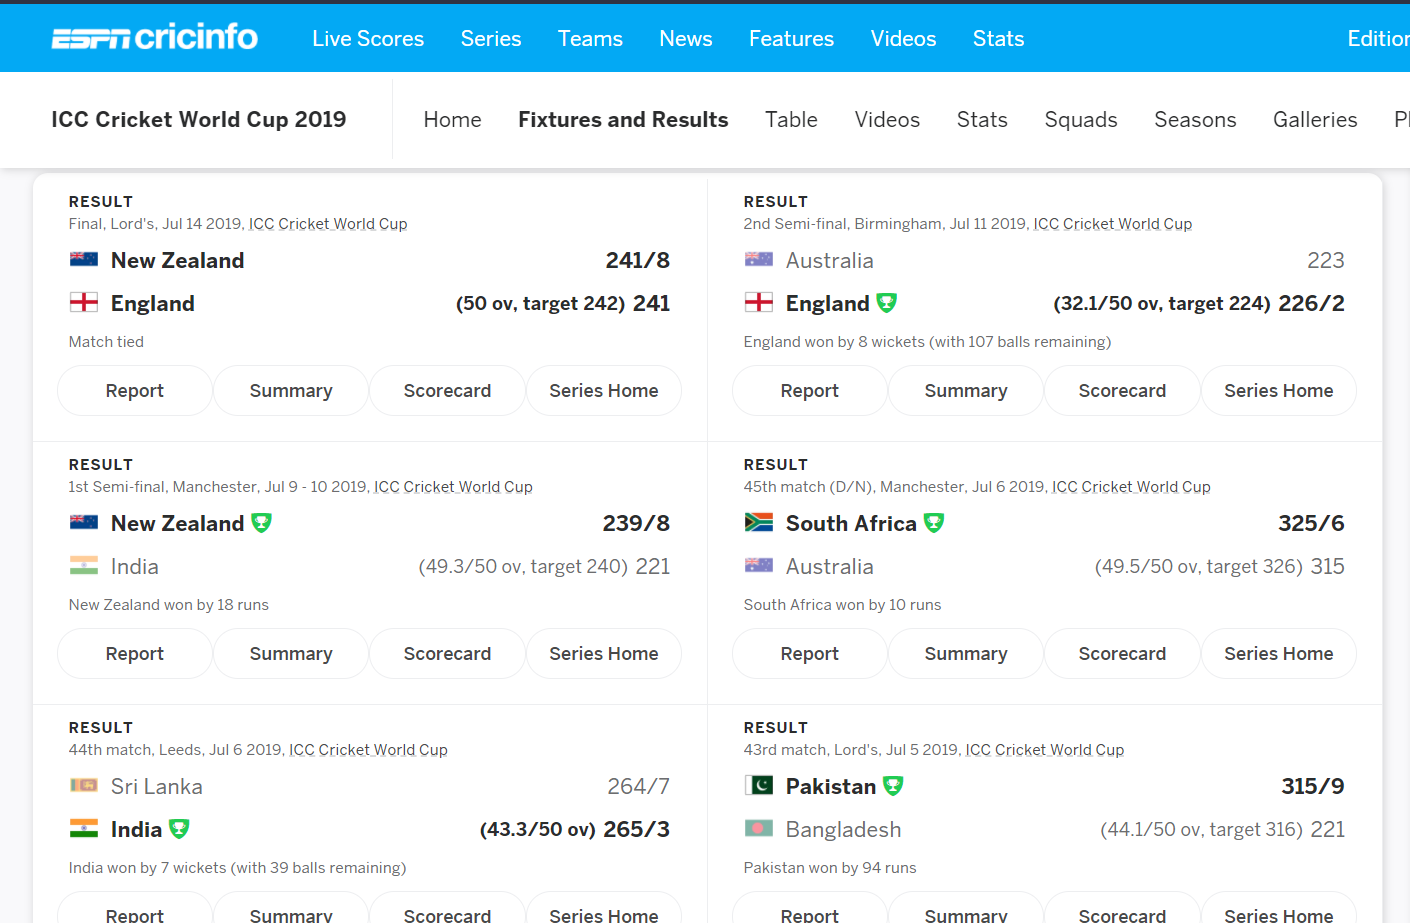 ESPN cricinfo Live Scores Series Teams News Features Videos Stats Edition
ICC Cricket World Cup 2019 Home Fixtures and Results Table Videos Stats Squads Seasons Galleries
RESULT
Final, Lord's, Jul 14 2019, ICC Cricket World Cup
New Zealand 241/8
England (50 ov, target 242) 241
Match tied
Report Summary Scorecard Series Home
RESULT
2nd Semi-final, Birmingham, Jul 11 2019, ICC Cricket World Cup
Australia 223
England (32.1/50 ov, target 224) 226/2
England won by 8 wickets (with 107 balls remaining)
Report Summary Scorecard Series Home
RESULT
1st Semi-final, Manchester, Jul 9 - 10 2019, ICC Cricket World Cup
New Zealand 239/8
India (49.3/50 ov, target 240) 221
New Zealand won by 18 runs
Report Summary Scorecard Series Home
RESULT
45th match (D/N), Manchester, Jul 6 2019, ICC Cricket World Cup
South Africa 325/6
Australia (49.5/50 ov, target 326) 315
South Africa won by 10 runs
Report Summary Scorecard Series Home
RESULT
44th match, Leeds, Jul 6 2019, ICC Cricket World Cup
Sri Lanka 264/7
India (43.3/50 ov) 265/3
India won by 7 wickets (with 39 balls remaining)
Report Summary Scorecard Series Home
RESULT
43rd match, Lord's, Jul 5 2019, ICC Cricket World Cup
Pakistan 315/9
Bangladesh (44.1/50 ov, target 316) 221
Pakistan won by 94 runs
Report Summary Scorecard Series Home